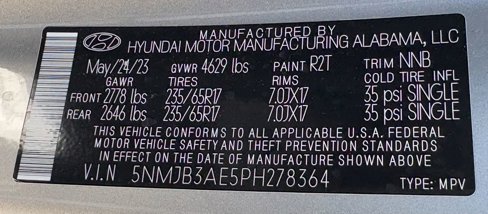 MANUFACTURED BY
HYUNDAI MOTOR MANUFACTURING ALABAMA, LLC
May/24/23 GVWR 4629 lbs PAINT R2T TRIM NNB
GAWR TIRES RIMS COLD TIRE INFL
FRONT 2778 lbs 235/65R17 7.0JX17 35 psi SINGLE
REAR 2646 lbs 235/65R17 7.0JX17 35 psi SINGLE
THIS VEHICLE CONFORMS TO ALL APPLICABLE U.S.A. FEDERAL
MOTOR VEHICLE SAFETY AND THEFT PREVENTION STANDARDS
IN EFFECT ON THE DATE OF MANUFACTURE SHOWN ABOVE
V.I.N 5NMJB3AE5PH278364 TYPE: MPV